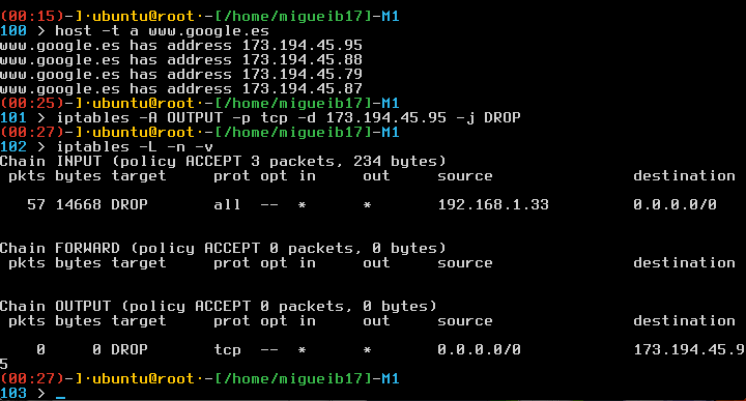 (00:15)-]·ubuntu@root·-[/home/migueib17]-M1
100 > host -t a www.google.es
www.google.es has address 173.194.45.95
www.google.es has address 173.194.45.88
www.google.es has address 173.194.45.79
www.google.es has address 173.194.45.87
(00:25)-]·ubuntu@root·-[/home/migueib17]-M1
101 > iptables -A OUTPUT -p tcp -d 173.194.45.95 -j DROP
(00:27)-]·ubuntu@root·-[/home/migueib17]-M1
102 > iptables -L -n -v
Chain INPUT (policy ACCEPT 3 packets, 234 bytes)
pkts bytes target prot opt in out source destination
57 14668 DROP all -- * * 192.168.1.33 0.0.0.0/0
Chain FORWARD (policy ACCEPT 0 packets, 0 bytes)
pkts bytes target prot opt in out source destination
Chain OUTPUT (policy ACCEPT 0 packets, 0 bytes)
pkts bytes target prot opt in out source destination
0 0 DROP tcp -- * * 0.0.0.0/0 173.194.45.9
5
(00:27)-]·ubuntu@root·-[/home/migueib17]-M1
103 > _